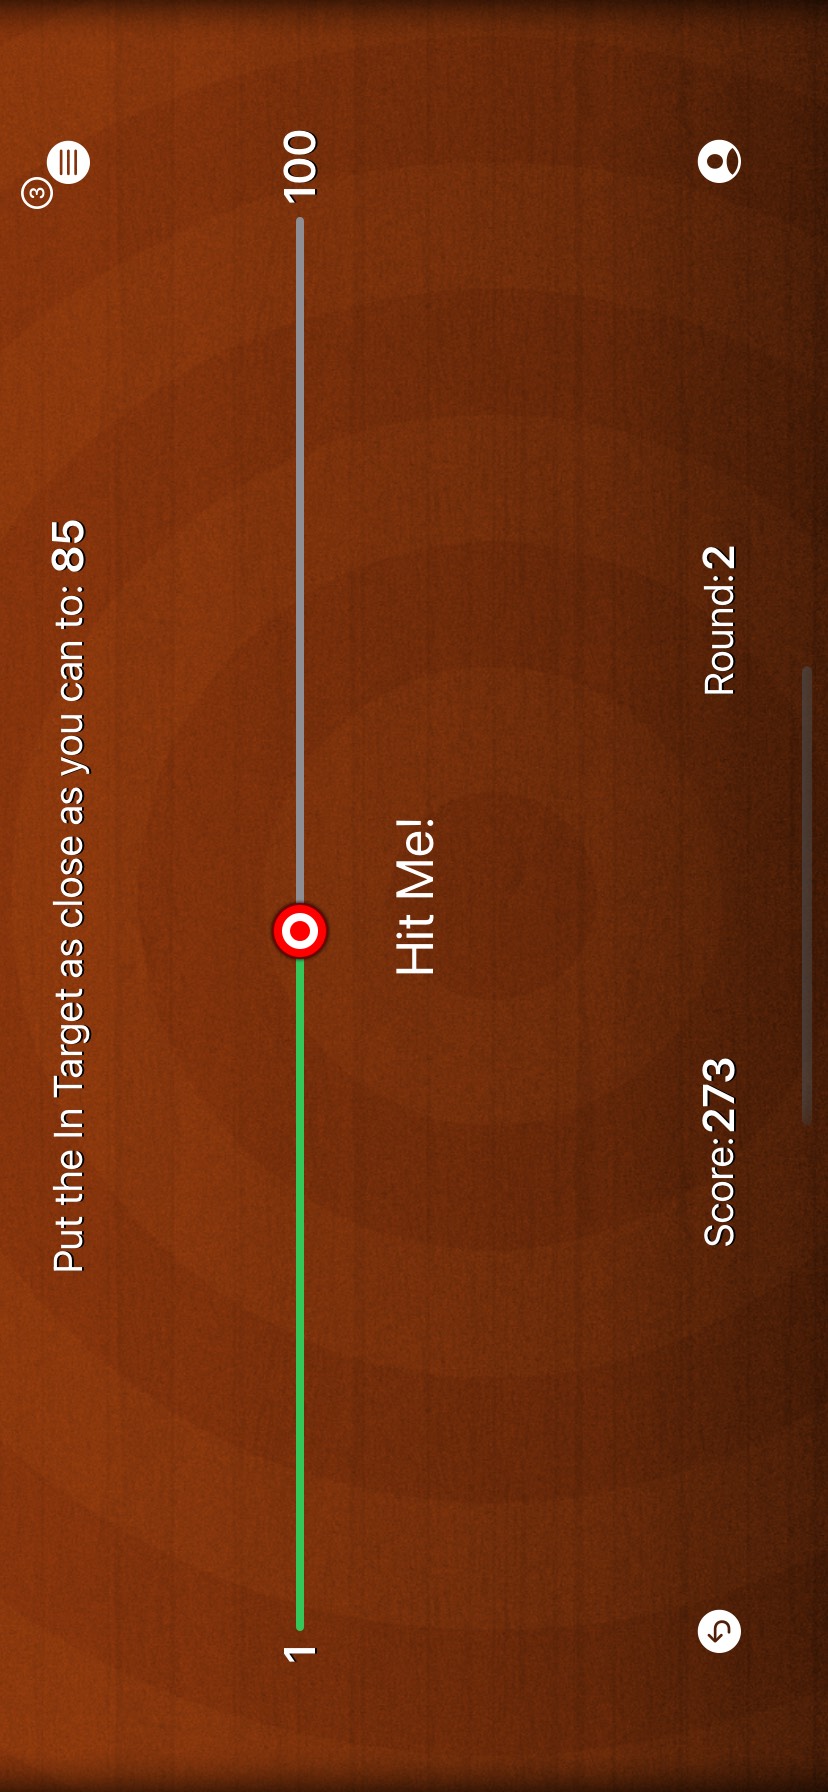 Put the In Target as close as you can to: 85
3
1
100
Hit Me!
Score:273
Round:2